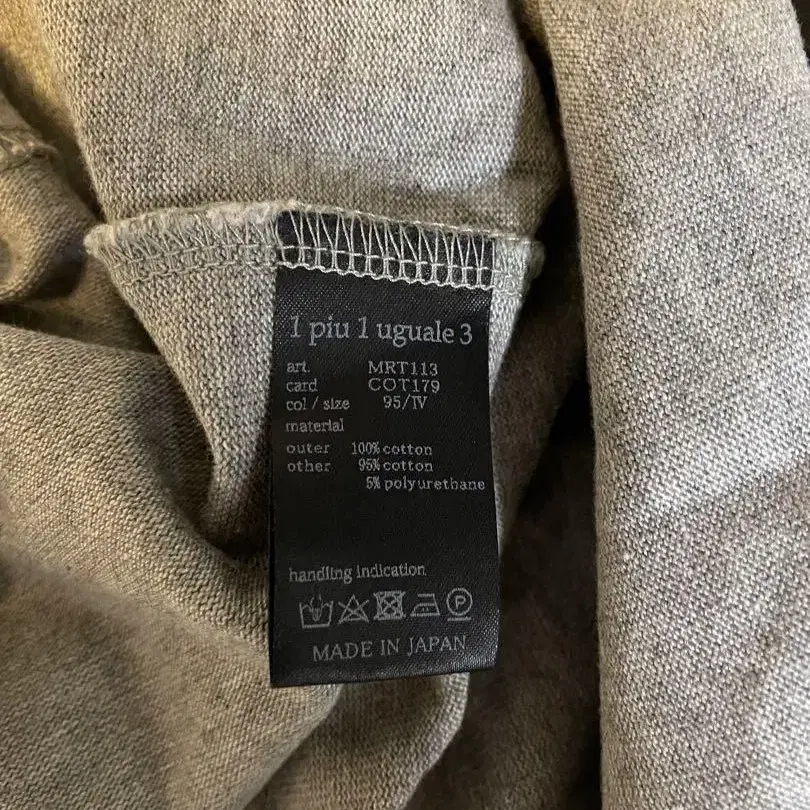 1 piu 1 uguale 3
art. MRT113
card COT179
col / size 95/IV
material
outer 100% cotton
other 95% cotton
5% polyurethane
handling indication
P
MADE IN JAPAN